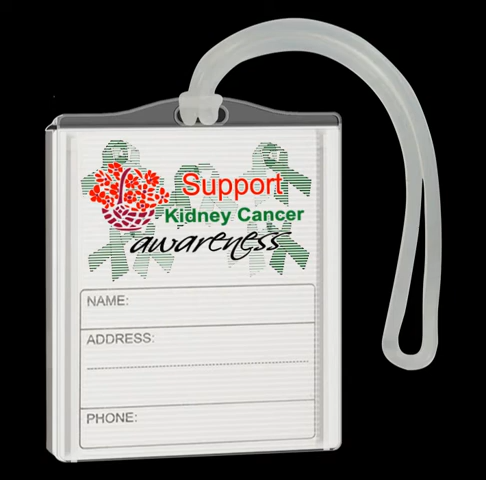 Support
Kidney Cancer
awareness
NAME:
ADDRESS:
PHONE: